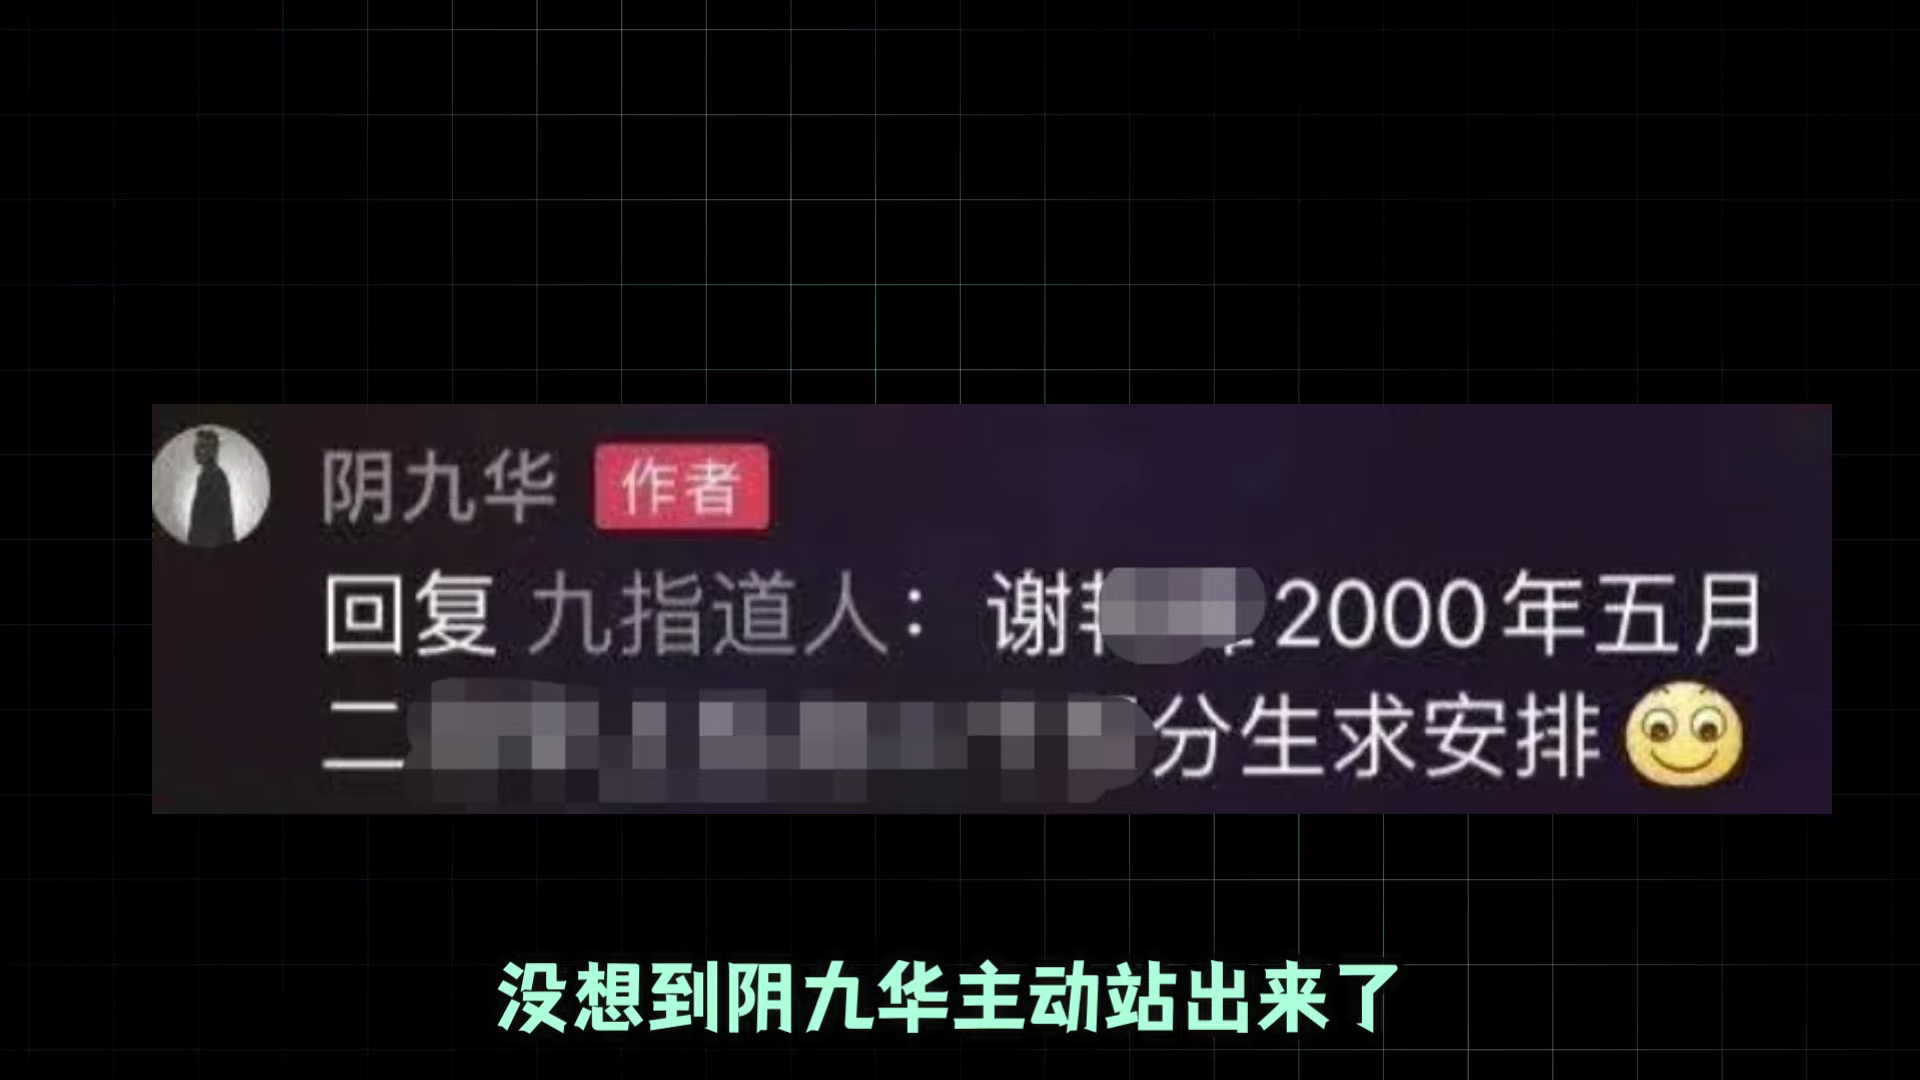 阴九华 作者
回复 九指道人：谢 2000年五月
二 分生求安排
没想到阴九华主动站出来了